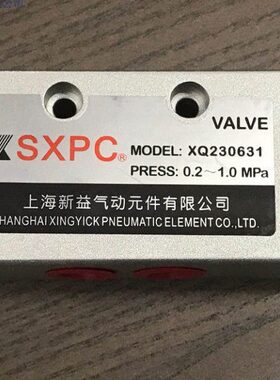 VALVE
SXPC®
MODEL: XQ230631
PRESS: 0.2～1.0 MPa
上海新益气动元件有限公司
SHANGHAI XINGYICK PNEUMATIC ELEMENT CO.,LTD.